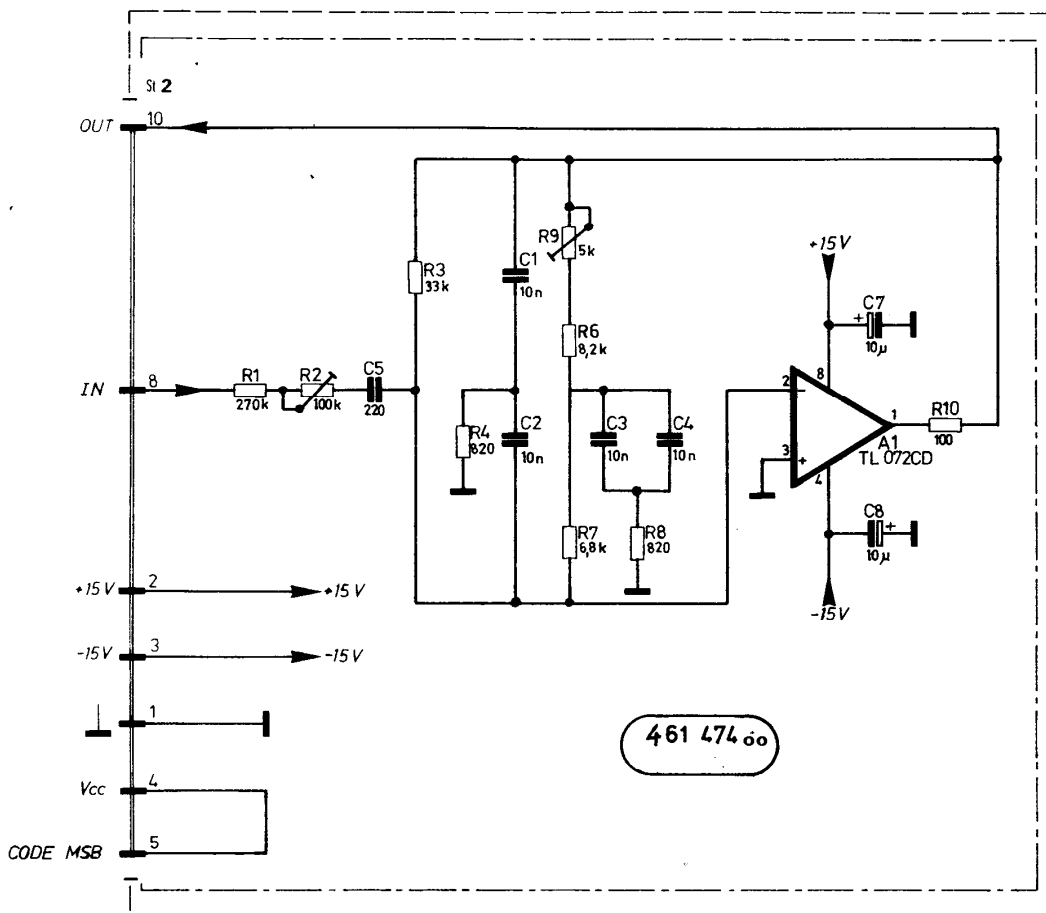 St 2
OUT 10
+15V
R9
5k
R3
33k
C1
10n
C7
+
10µ
R6
8,2k
IN 8
R1
270k
R2
100k
C5
220
2
-
8
1
R10
100
R4
820
C2
10n
C3
10n
C4
10n
3
+
A1
TL 072CD
4
C8
+
10µ
R7
6,8k
R8
820
+15V 2 +15V
-15V
-15V 3 -15V
1
461 474 00
Vcc 4
CODE MSB 5